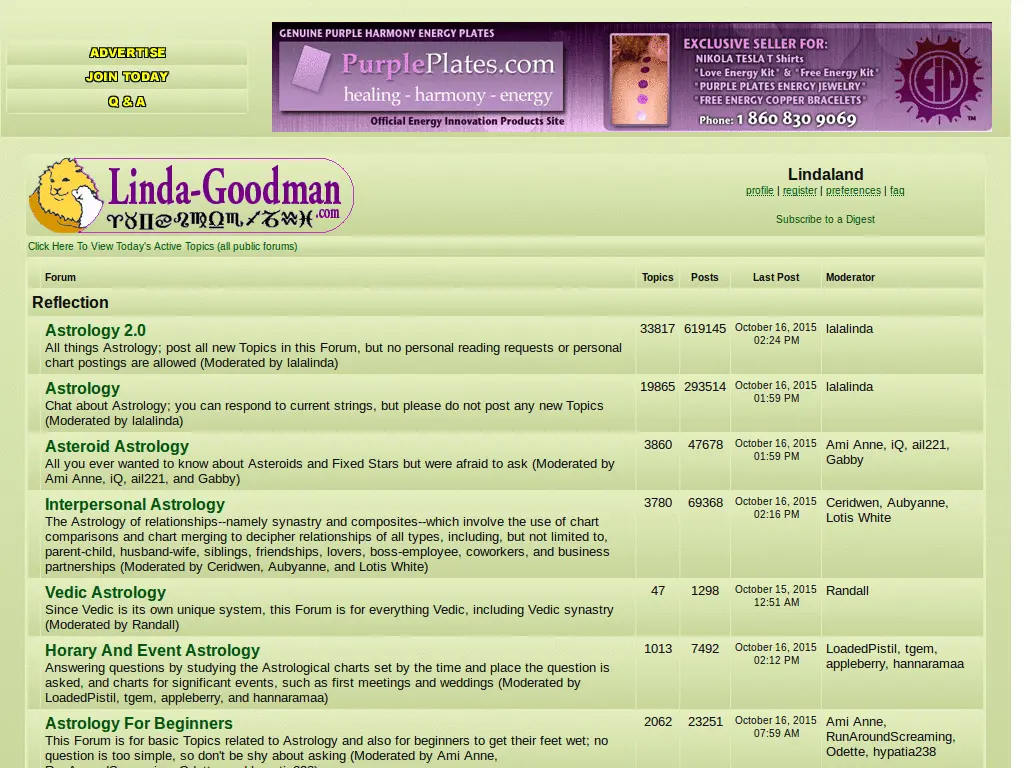 ADVERTISE
JOIN TODAY
Q & A
GENUINE PURPLE HARMONY ENERGY PLATES
PurplePlates.com
healing - harmony - energy
Official Energy Innovation Products Site
EXCLUSIVE SELLER FOR:
NIKOLA TESLA T Shirts
"Love Energy Kit" & "Free Energy Kit"
"PURPLE PLATES ENERGY JEWELRY"
"FREE ENERGY COPPER BRACELETS"
Phone: 1 860 830 9069
EIP
TM
Linda-Goodman
.com
♈♉♊♋♌♍♎♏♐♑♒♓
Lindaland
profile | register | preferences | faq
Subscribe to a Digest
Click Here To View Today's Active Topics (all public forums)
Forum Topics Posts Last Post Moderator
Reflection
Astrology 2.0 33817 619145 October 16, 2015 lalalinda
02:24 PM
All things Astrology; post all new Topics in this Forum, but no personal reading requests or personal
chart postings are allowed (Moderated by lalalinda)
Astrology 19865 293514 October 16, 2015 lalalinda
01:59 PM
Chat about Astrology; you can respond to current strings, but please do not post any new Topics
(Moderated by lalalinda)
Asteroid Astrology 3860 47678 October 16, 2015 Ami Anne, iQ, ail221,
01:59 PM Gabby
All you ever wanted to know about Asteroids and Fixed Stars but were afraid to ask (Moderated by
Ami Anne, iQ, ail221, and Gabby)
Interpersonal Astrology 3780 69368 October 16, 2015 Ceridwen, Aubyanne,
02:16 PM Lotis White
The Astrology of relationships--namely synastry and composites--which involve the use of chart
comparisons and chart merging to decipher relationships of all types, including, but not limited to,
parent-child, husband-wife, siblings, friendships, lovers, boss-employee, coworkers, and business
partnerships (Moderated by Ceridwen, Aubyanne, and Lotis White)
Vedic Astrology 47 1298 October 15, 2015 Randall
12:51 AM
Since Vedic is its own unique system, this Forum is for everything Vedic, including Vedic synastry
(Moderated by Randall)
Horary And Event Astrology 1013 7492 October 16, 2015 LoadedPistil, tgem,
02:12 PM appleberry, hannaramaa
Answering questions by studying the Astrological charts set by the time and place the question is
asked, and charts for significant events, such as first meetings and weddings (Moderated by
LoadedPistil, tgem, appleberry, and hannaramaa)
Astrology For Beginners 2062 23251 October 16, 2015 Ami Anne,
07:59 AM RunAroundScreaming,
Odette, hypatia238
This Forum is for basic Topics related to Astrology and also for beginners to get their feet wet; no
question is too simple, so don't be shy about asking (Moderated by Ami Anne,